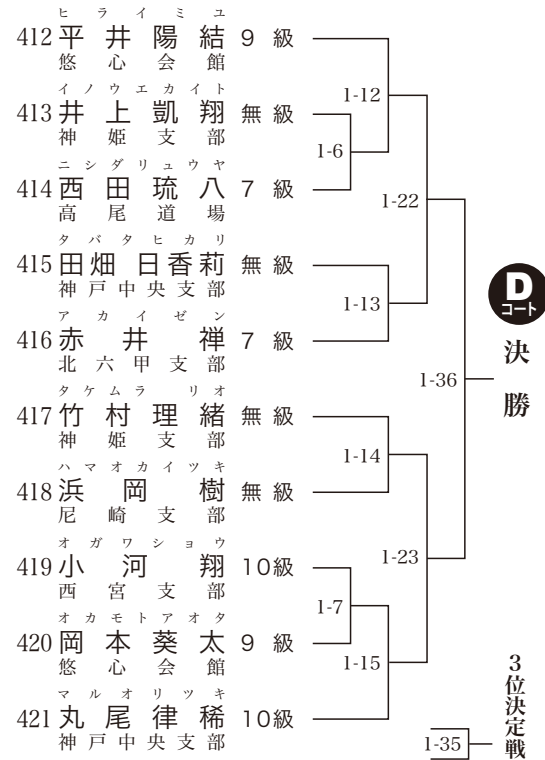 ヒライミユ
412 平井陽結 9級
悠心会館
イノウエカイト
413 井上凱翔 無級
神姫支部
ニシダリュウヤ
414 西田琉八 7級
高尾道場
タバタヒカリ
415 田畑日香莉 無級
神戸中央支部
アカイゼン
416 赤井禅 7級
北六甲支部
タケムラリオ
417 竹村理緒 無級
神姫支部
ハマオカイツキ
418 浜岡樹 無級
尼崎支部
オガワショウ
419 小河翔 10級
西宮支部
オカモトアオタ
420 岡本葵太 9級
悠心会館
マルオリツキ
421 丸尾律稀 10級
神戸中央支部
1-12
1-6
1-22
1-13
1-36
1-14
1-23
1-7
1-15
D
コート
決勝
3位決定戦
1-35